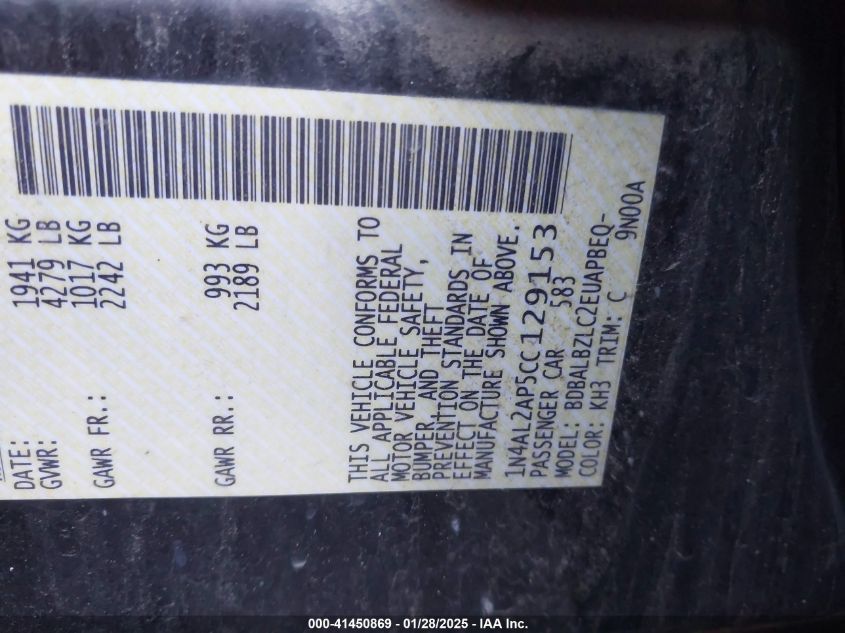 DATE:
GVWR: 1941 KG
4279 LB
GAWR FR.: 1017 KG
2242 LB
GAWR RR.: 993 KG
2189 LB
THIS VEHICLE CONFORMS TO
ALL APPLICABLE FEDERAL
MOTOR VEHICLE SAFETY,
BUMPER, AND THEFT
PREVENTION STANDARDS IN
EFFECT ON THE DATE OF
MANUFACTURE SHOWN ABOVE.
1N4AL2AP5CC129153
PASSENGER CAR 583
MODEL: BDBALBZLC2EUAPBEQ-
COLOR: KH3 TRIM: C 9N00A
000-41450869 - 01/28/2025 - IAA Inc.